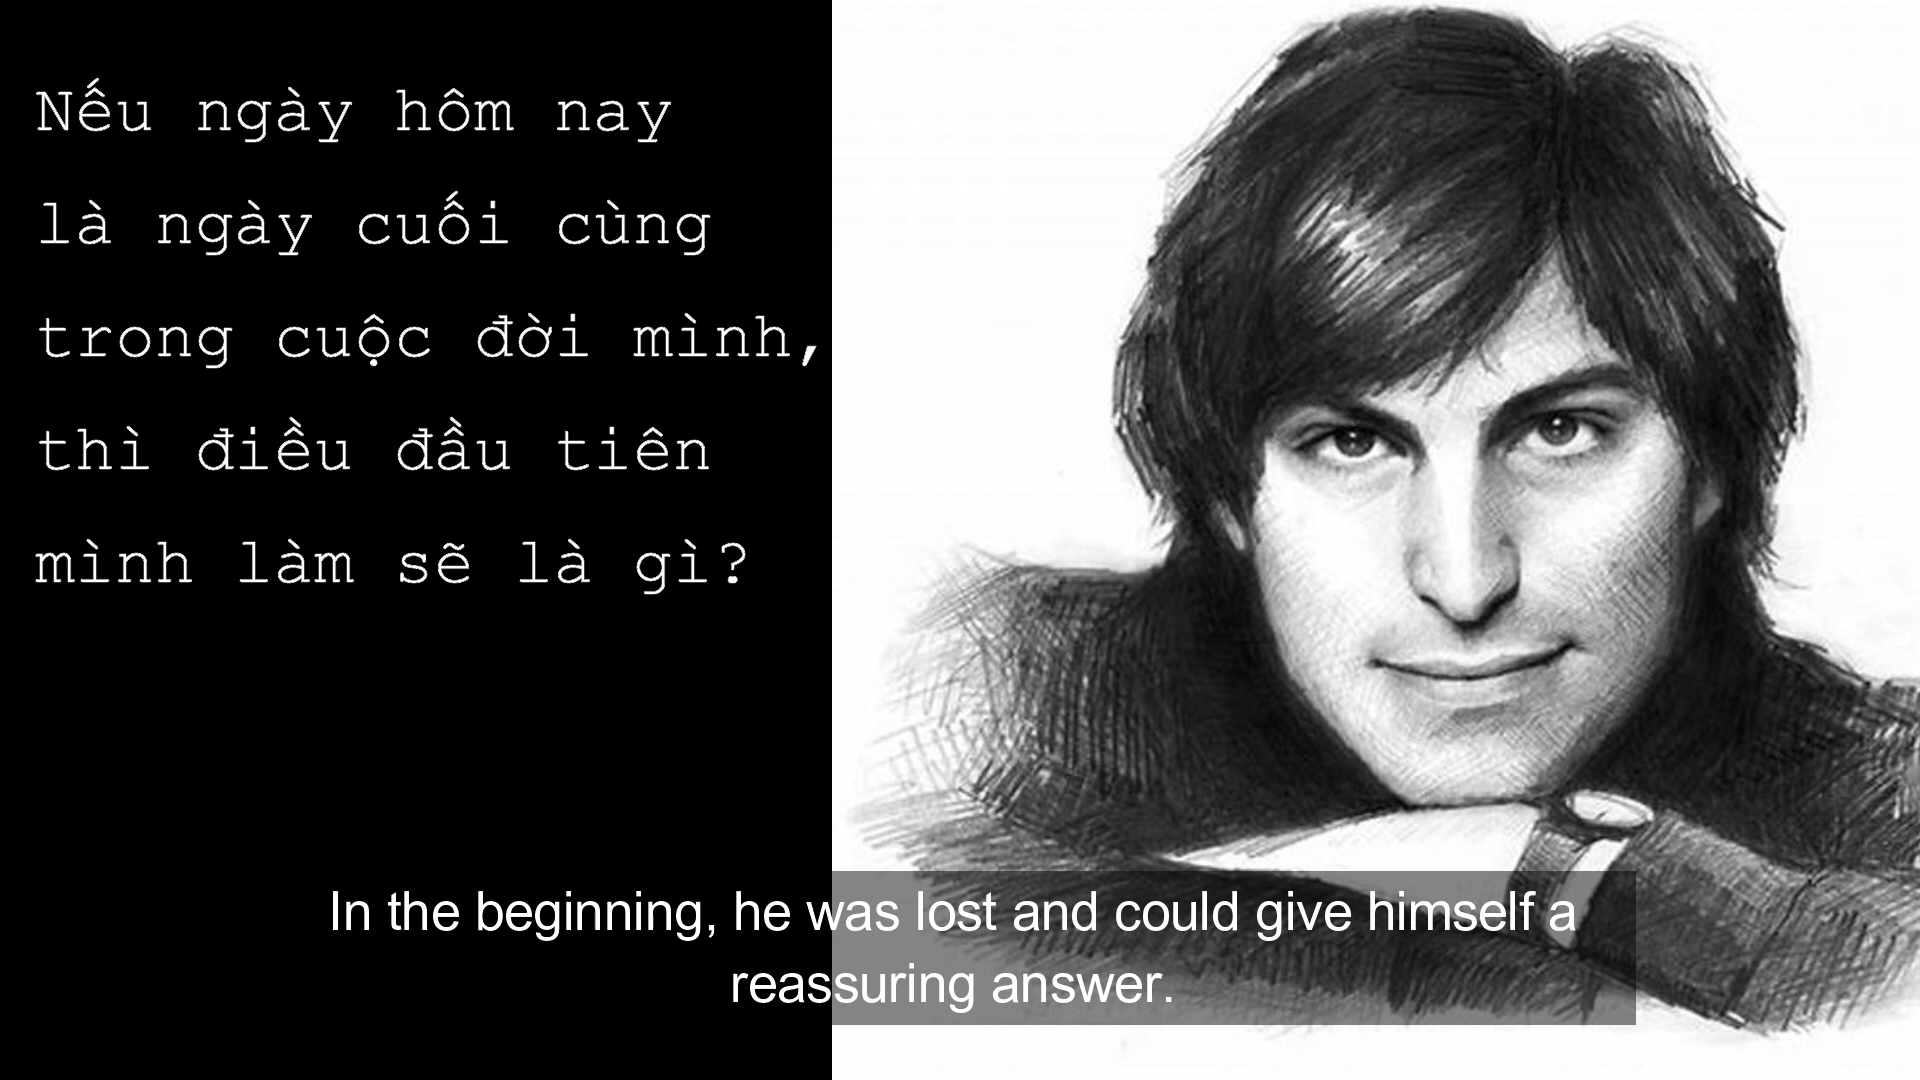 Nếu ngày hôm nay
là ngày cuối cùng
trong cuộc đời mình,
thì điều đầu tiên
mình làm sẽ là gì?
In the beginning, he was lost and could give himself a
reassuring answer.